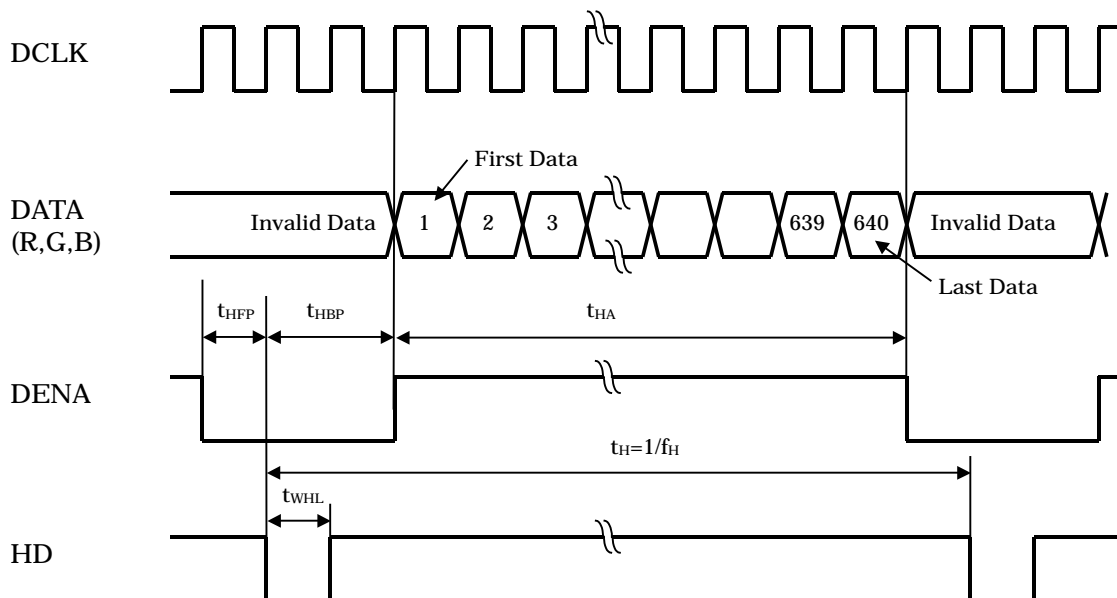 DCLK
First Data
DATA
(R,G,B)
Invalid Data
1
2
3
639
640
Invalid Data
Last Data
tHFP
tHBP
tHA
DENA
tH=1/fH
tWHL
HD